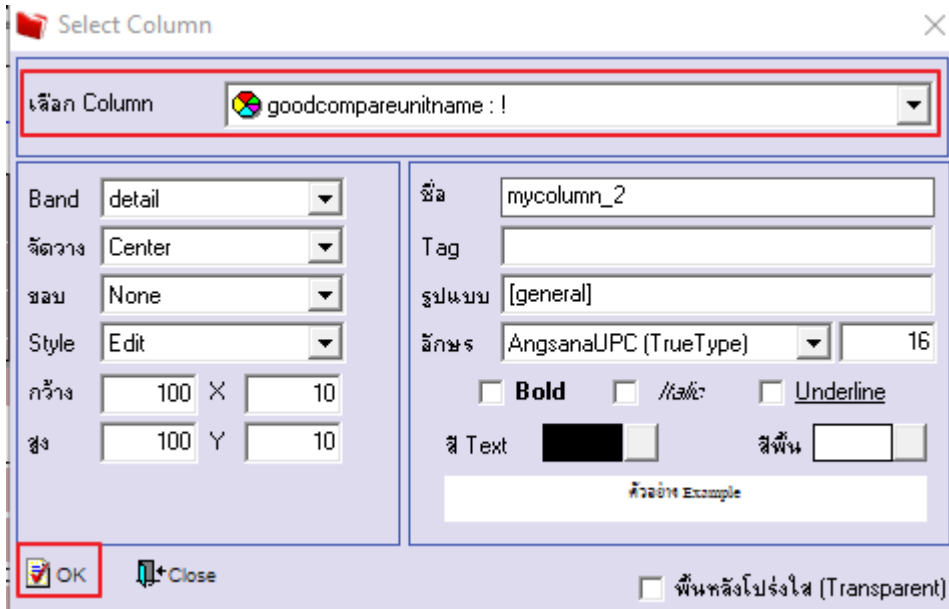 Select Column
เลือก Column goodcompareunitname : !
Band detail
จัดวาง Center
ขอบ None
Style Edit
กว้าง 100 X 10
สูง 100 Y 10
ชื่อ mycolumn_2
Tag
รูปแบบ [general]
อักษร AngsanaUPC (TrueType) 16
Bold Italic Underline
สี Text สีพื้น
ตัวอย่าง Example
OK Close
พื้นหลังโปร่งใส (Transparent)